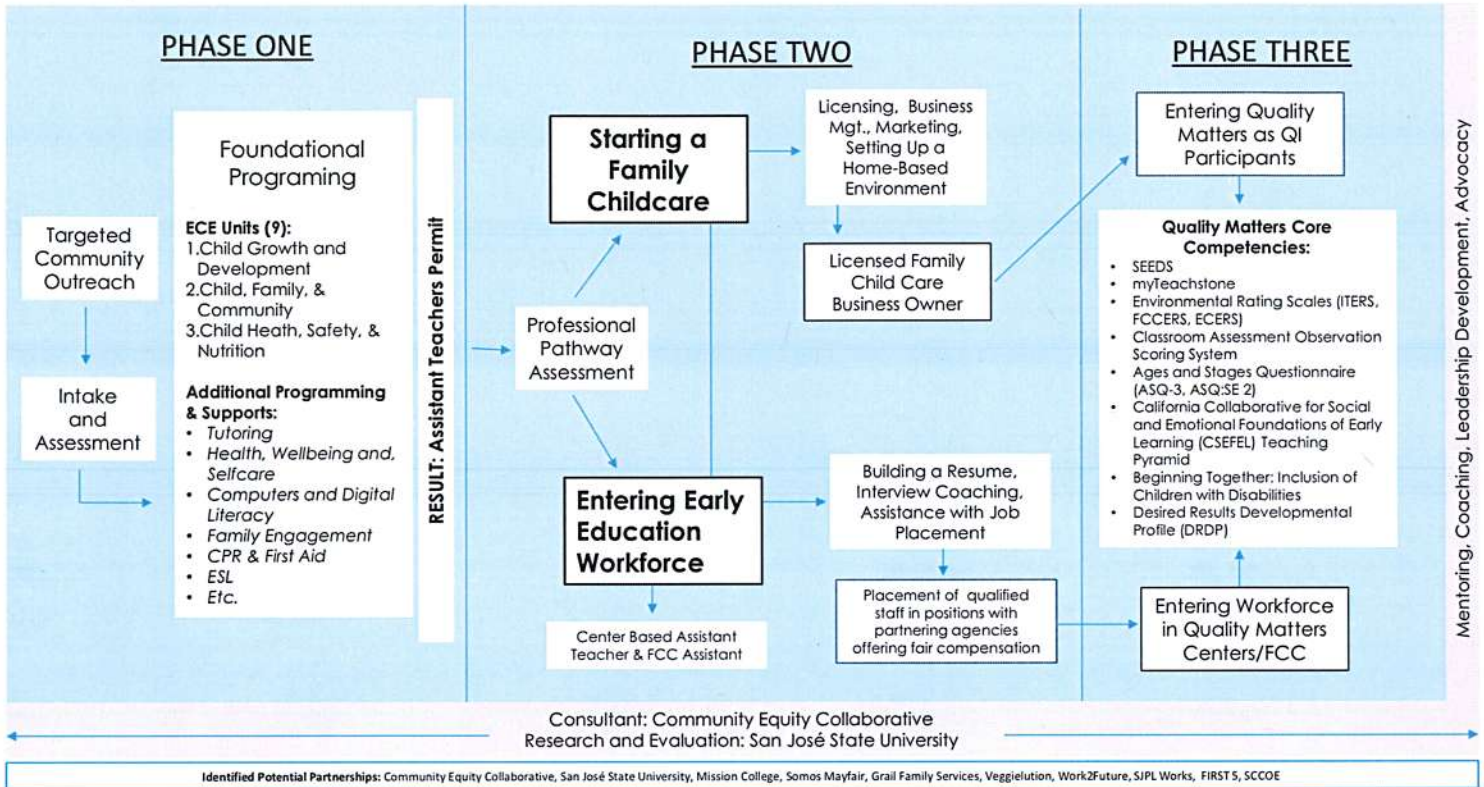 PHASE ONE
Targeted
Community
Outreach
Intake
and
Assessment
Foundational
Programing
ECE Units (9):
1.Child Growth and
Development
2.Child, Family, &
Community
3.Child Heath, Safety, &
Nutrition
Additional Programming
& Supports:
• Tutoring
• Health, Wellbeing and,
Selfcare
• Computers and Digital
Literacy
• Family Engagement
• CPR & First Aid
• ESL
• Etc.
RESULT: Assistant Teachers Permit
PHASE TWO
Professional
Pathway
Assessment
Starting a
Family
Childcare
Licensing, Business
Mgt., Marketing,
Setting Up a
Home-Based
Environment
Licensed Family
Child Care
Business Owner
Entering Early
Education
Workforce
Center Based Assistant
Teacher & FCC Assistant
Building a Resume,
Interview Coaching,
Assistance with Job
Placement
Placement of qualified
staff in positions with
partnering agencies
offering fair compensation
PHASE THREE
Entering Quality
Matters as QI
Participants
Quality Matters Core
Competencies:
• SEEDS
• myTeachstone
• Environmental Rating Scales (ITERS,
FCCERS, ECERS)
• Classroom Assessment Observation
Scoring System
• Ages and Stages Questionnaire
(ASQ-3, ASQ:SE 2)
• California Collaborative for Social
and Emotional Foundations of Early
Learning (CSEFEL) Teaching
Pyramid
• Beginning Together: Inclusion of
Children with Disabilities
• Desired Results Developmental
Profile (DRDP)
Entering Workforce
in Quality Matters
Centers/FCC
Mentoring, Coaching, Leadership Development, Advocacy
Consultant: Community Equity Collaborative
Research and Evaluation: San José State University
Identified Potential Partnerships: Community Equity Collaborative, San José State University, Mission College, Somos Mayfair, Grail Family Services, Veggielution, Work2Future, SJPL Works, FIRST 5, SCCOE